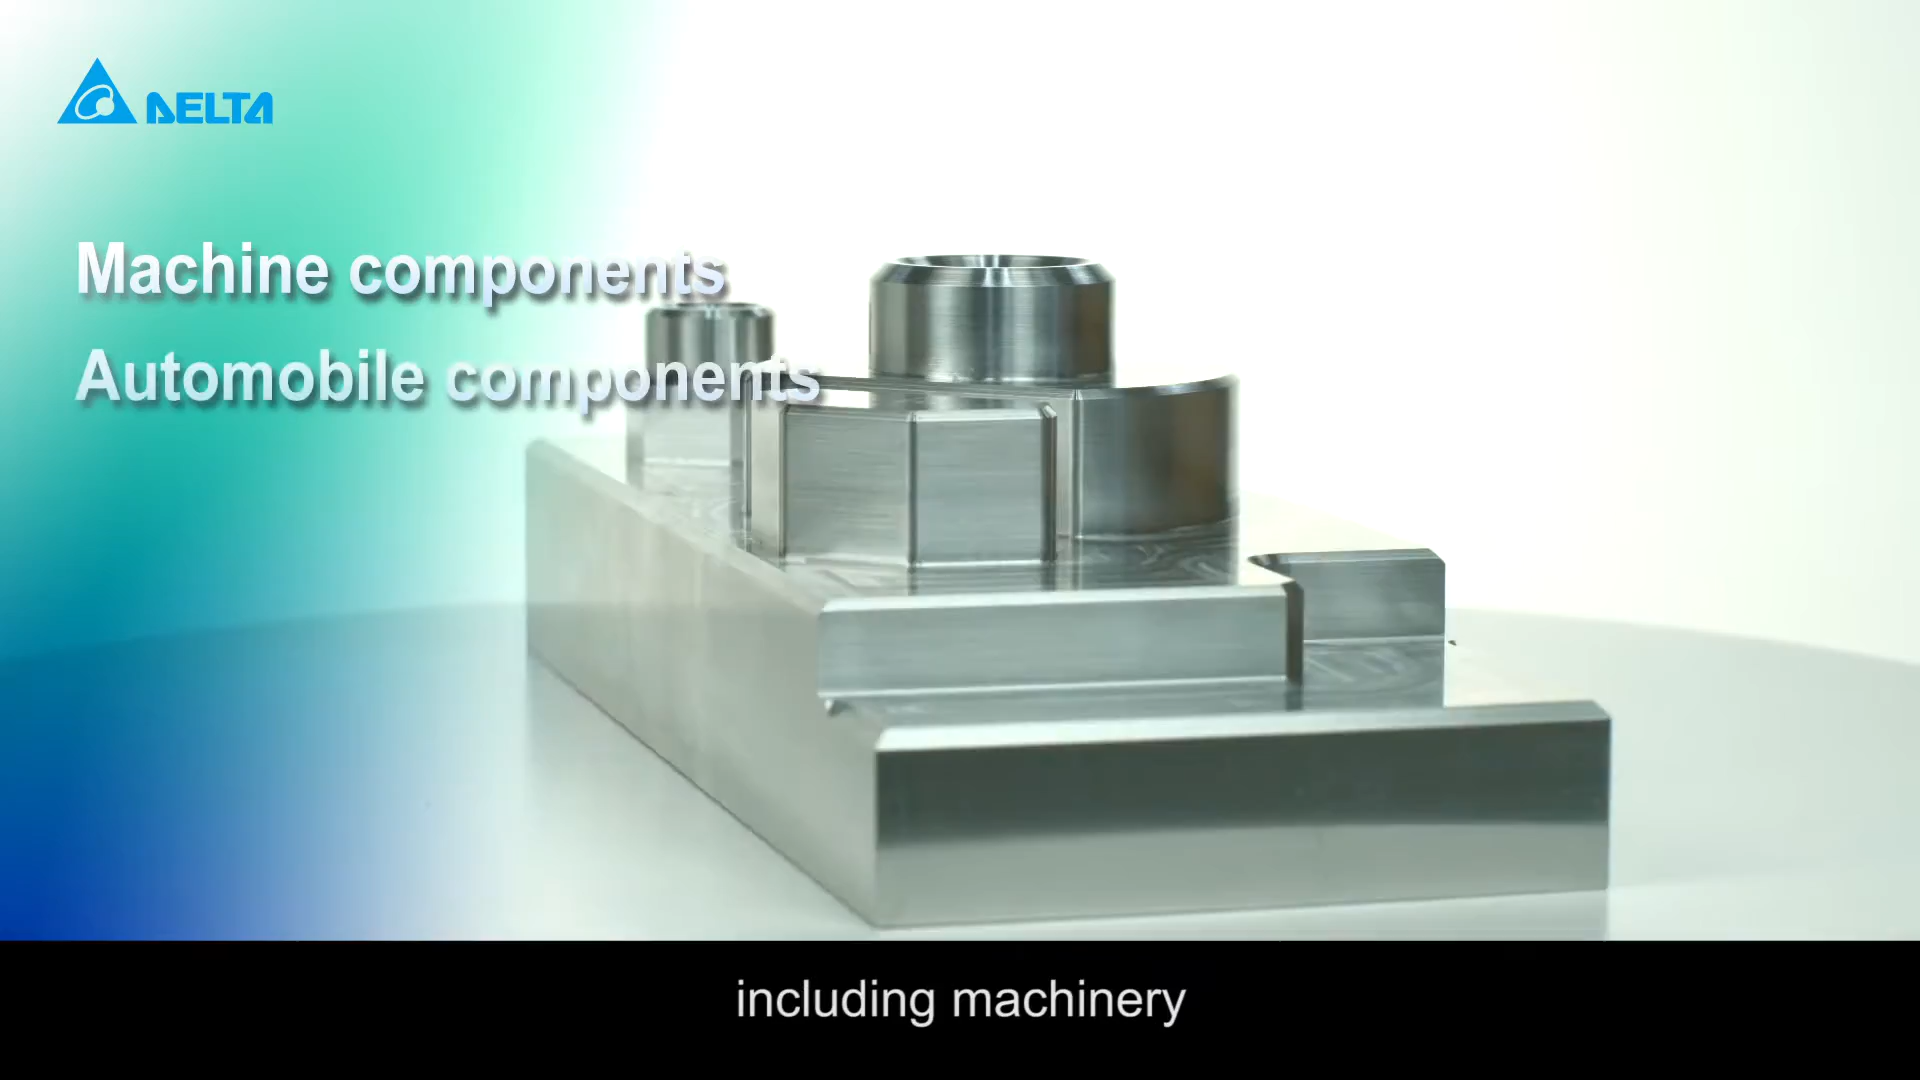 DELTA
Machine components
Automobile components
including machinery